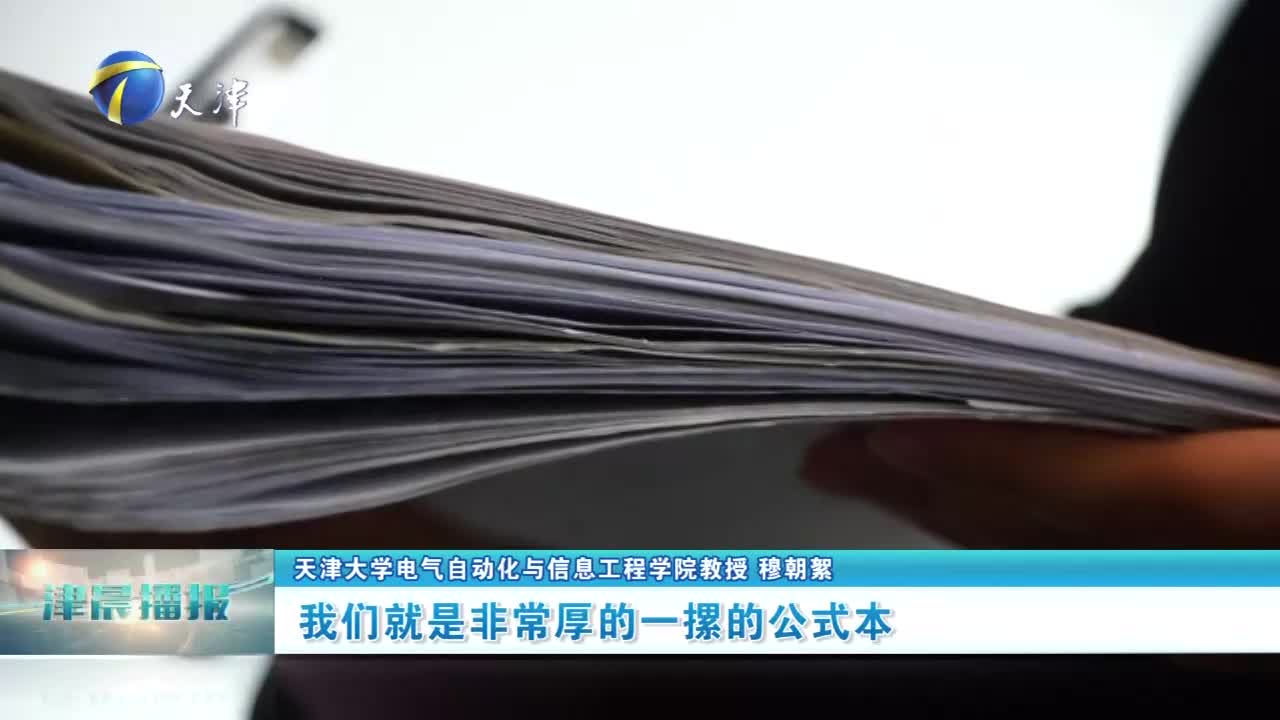 天津
天津大学电气自动化与信息工程学院教授 穆朝絮
津晨播报
我们就是非常厚的一摞的公式本